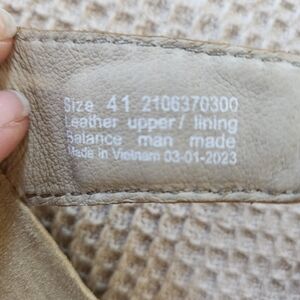 Size 41 2106370300
Leather upper/ lining
Balance man made
Made in Vietnam 03-01-2023